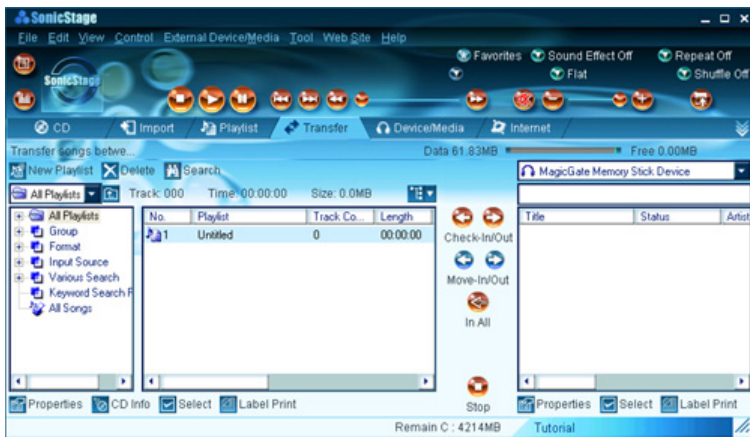 SonicStage
File Edit View Control External Device/Media Tool Web Site Help
Favorites Sound Effect Off Repeat Off
SonicStage
Flat Shuffle Off
CD Import Playlist Transfer Device/Media Internet
Transfer songs betwe... Data 61.83MB Free 0.00MB
New Playlist Delete Search MagicGate Memory Stick Device
All Playlists Track: 000 Time: 00:00:00 Size: 0.0MB
All Playlists
Group
Format
Input Source
Various Search
Keyword Search F
All Songs
No. Playlist Track Co... Length
1 Untitled 0 00:00:00
Check-In/Out
Move-In/Out
In All
Stop
Title Status Artist
Properties CD Info Select Label Print
Properties Select Label Print
Remain C : 4214MB Tutorial